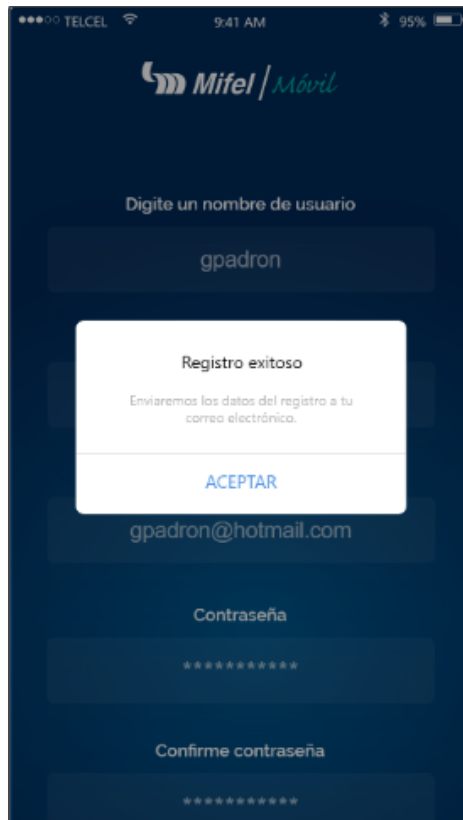 TELCEL 9:41 AM 95%
Mifel Móvil
Digite un nombre de usuario
gpadron
Registro exitoso
Enviaremos los datos del registro a tu
correo electrónico.
ACEPTAR
gpadron@hotmail.com
Contraseña
***********
Confirme contraseña
***********